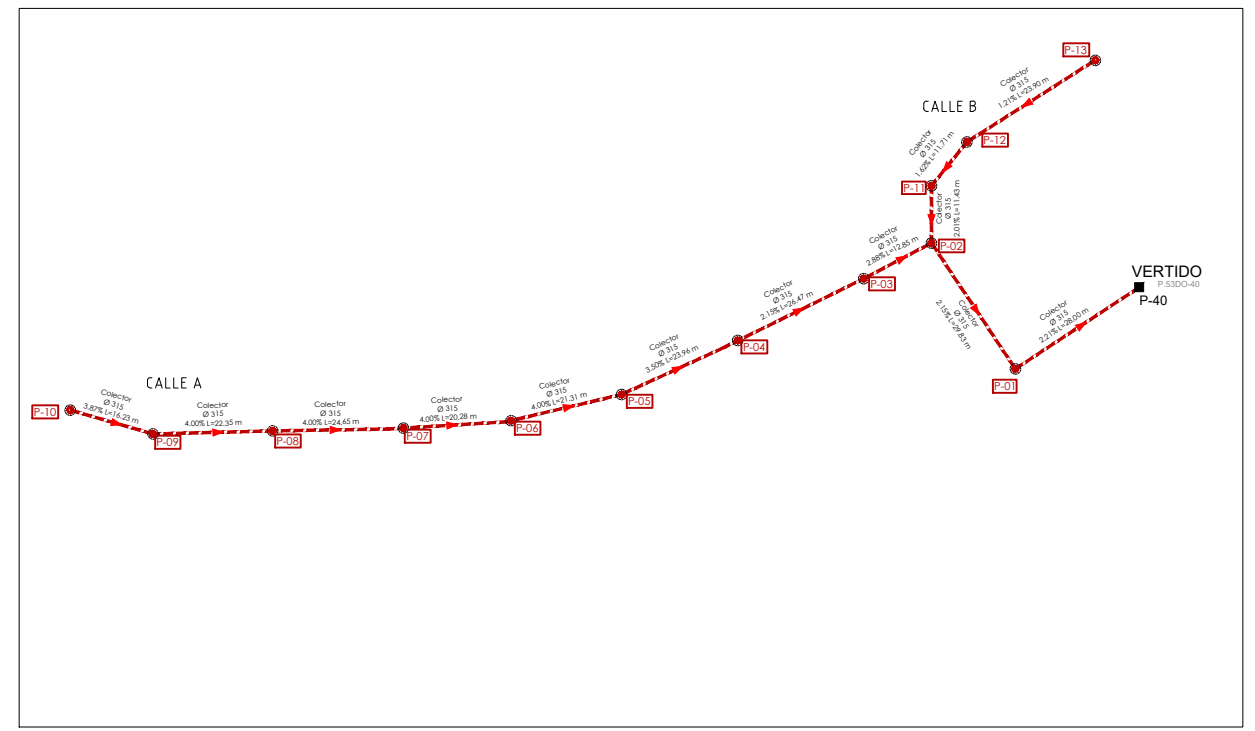 P-13
Colector
Ø 315
1.21% L=23.90 m
CALLE B
P-12
Colector
Ø 315
1.62% L=11.71 m
P-11
Colector
Ø 315
2.01% L=11.43 m
P-02
Colector
Ø 315
2.88% L=12.85 m
P-03
VERTIDO
P.53DO-40
P-40
Colector
Ø 315
2.15% L=26.47 m
P-04
Colector
Ø 315
2.15% L=29.83 m
Colector
Ø 315
2.21% L=28.00 m
P-01
Colector
Ø 315
3.50% L=23.96 m
P-05
CALLE A
P-10
Colector
Ø 315
3.87% L=16.23 m
P-09
Colector
Ø 315
4.00% L=22.35 m
P-08
Colector
Ø 315
4.00% L=24.65 m
P-07
Colector
Ø 315
4.00% L=20.28 m
P-06
Colector
Ø 315
4.00% L=21.31 m